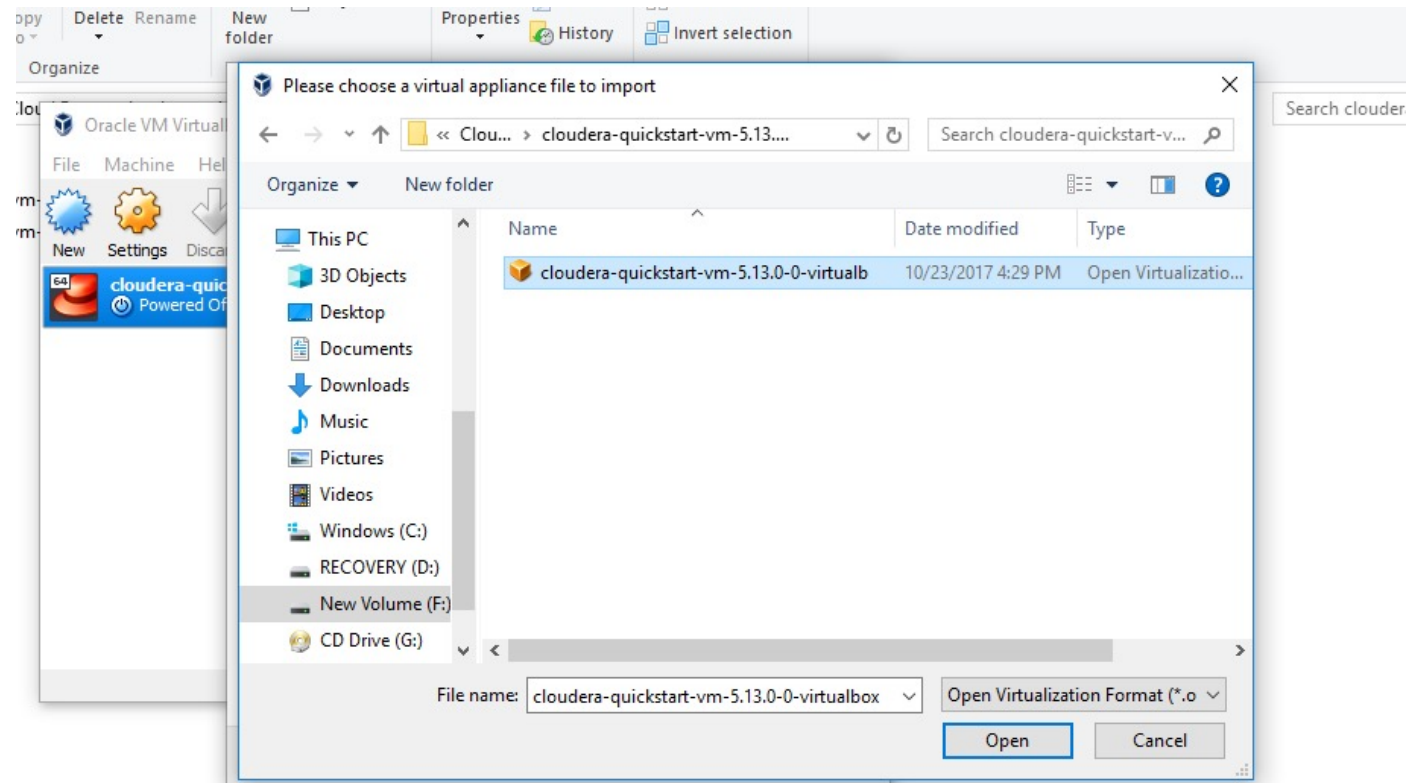 opy Delete Rename New Properties History Invert selection
o folder
Organize
Please choose a virtual appliance file to import
Clou... cloudera-quickstart-vm-5.13.... Search cloudera-quickstart-v...
Search clouder
Oracle VM Virtuall
File Machine Hel
Organize New folder
New Settings Disca
64 cloudera-quic
Powered Of
Name Date modified Type
cloudera-quickstart-vm-5.13.0-0-virtualb 10/23/2017 4:29 PM Open Virtualizatio...
This PC
3D Objects
Desktop
Documents
Downloads
Music
Pictures
Videos
Windows (C:)
RECOVERY (D:)
New Volume (F:)
CD Drive (G:)
File name: cloudera-quickstart-vm-5.13.0-0-virtualbox Open Virtualization Format (*.o
Open Cancel